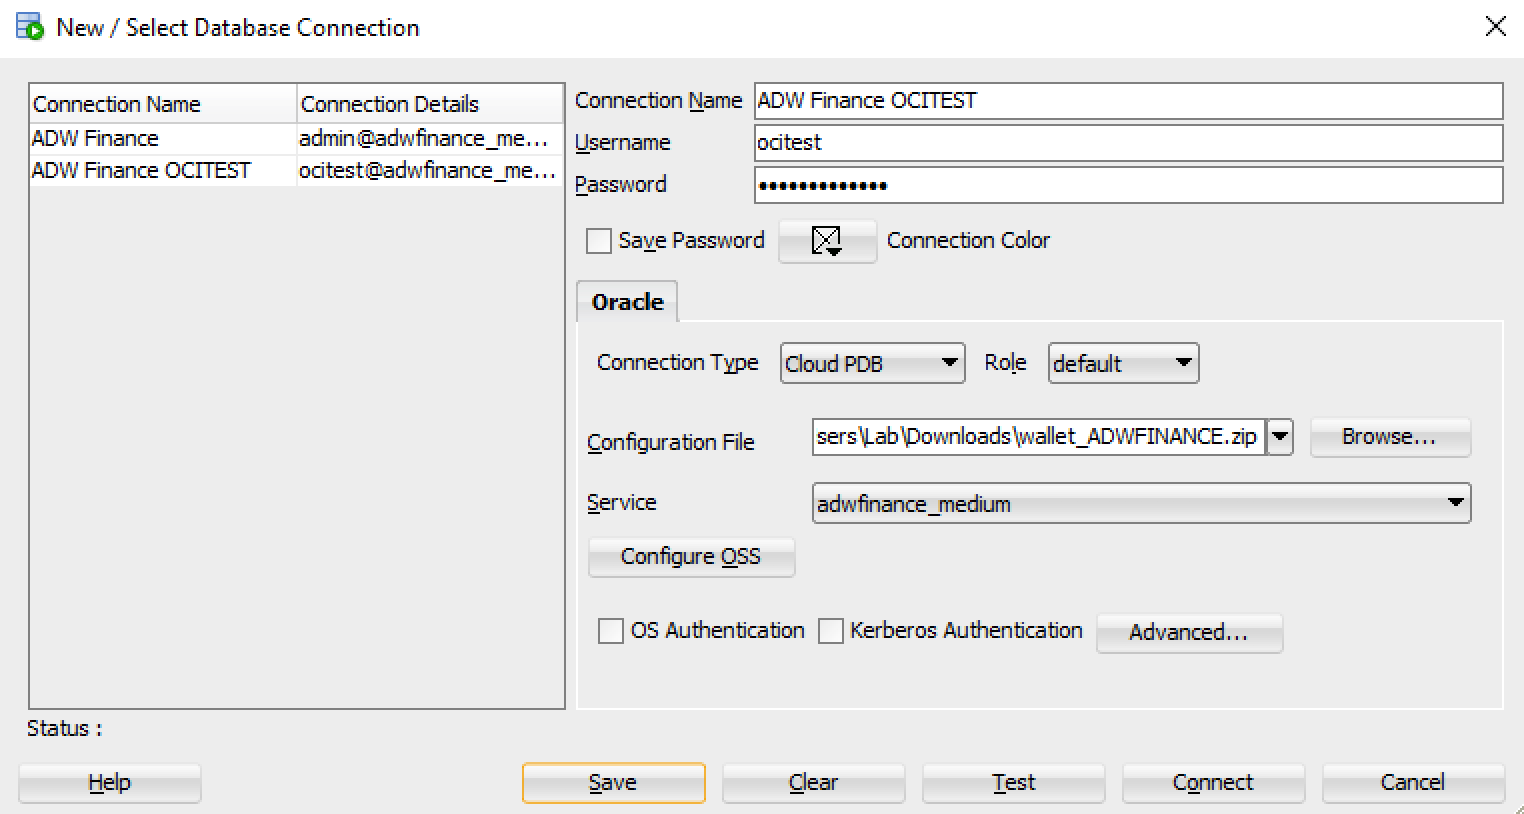 New / Select Database Connection
Connection Name Connection Details
ADW Finance admin@adwfinance_me...
ADW Finance OCITEST ocitest@adwfinance_me...
Connection Name ADW Finance OCITEST
Username ocitest
Password •••••••••••••
Save Password Connection Color
Oracle
Connection Type Cloud PDB Role default
Configuration File sers\Lab\Downloads\wallet_ADWFINANCE.zip Browse...
Service adwfinance_medium
Configure OSS
OS Authentication Kerberos Authentication Advanced...
Status :
Help Save Clear Test Connect Cancel